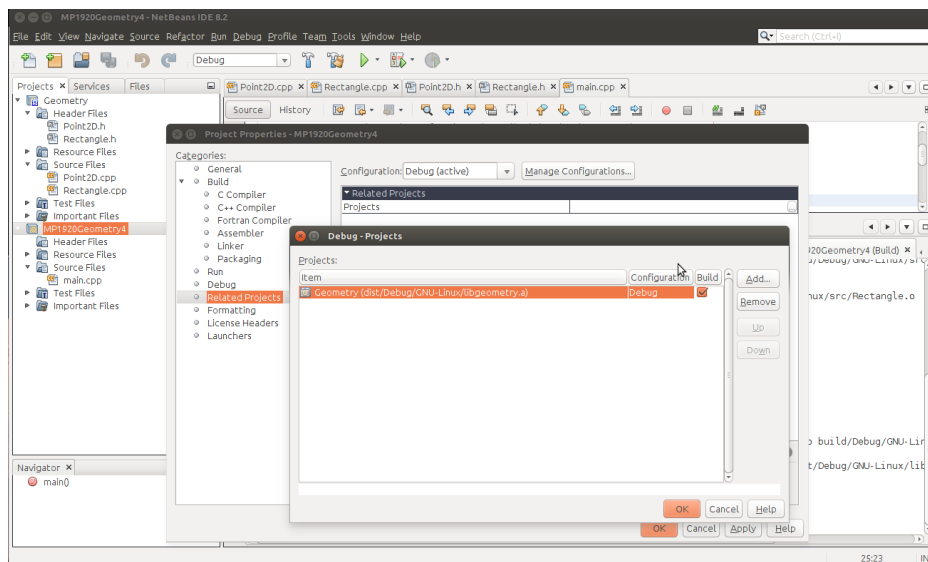 MP1920Geometry4 - NetBeans IDE 8.2
File Edit View Navigate Source Refactor Run Debug Profile Team Tools Window Help
Search (Ctrl+I)
Debug
Projects Services Files
Point2D.cpp Rectangle.cpp Point2D.h Rectangle.h main.cpp
Source History
Geometry
Header Files
Point2D.h
Rectangle.h
Resource Files
Source Files
Point2D.cpp
Rectangle.cpp
Test Files
Important Files
MP1920Geometry4
Header Files
Resource Files
Source Files
main.cpp
Test Files
Important Files
Navigator
main()
Project Properties - MP1920Geometry4
Categories:
General
Build
C Compiler
C++ Compiler
Fortran Compiler
Assembler
Linker
Packaging
Run
Debug
Related Projects
Formatting
License Headers
Launchers
Configuration: Debug (active) Manage Configurations...
Related Projects
Projects ...
Debug - Projects
Projects:
Item Configuration Build
Geometry (dist/Debug/GNU-Linux/libgeometry.a) Debug
Add...
Remove
Up
Down
OK Cancel Help
OK Cancel Apply Help
920Geometry4 (Build)
nux/src/Rectangle.o
build/Debug/GNU-Lin
t/Debug/GNU-Linux/lib
25:23 IN